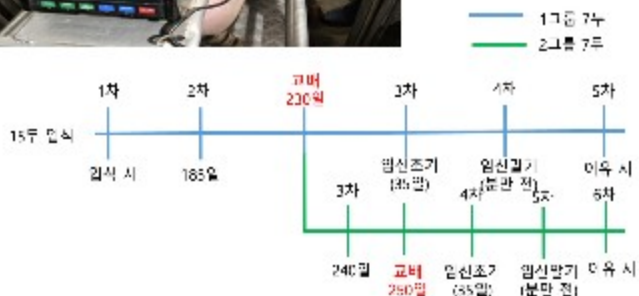 1그룹 7두
2그룹 7두
교배
230일
1차 2차 3차 4차 5차
15두 입식
입식 시 185일 임신초기 임신말기 이유 시
(35일) (분만 전)
3차 4차 5차 6차
240일 교배 임신초기 임신말기 이유 시
250일 (35일) (분만 전)